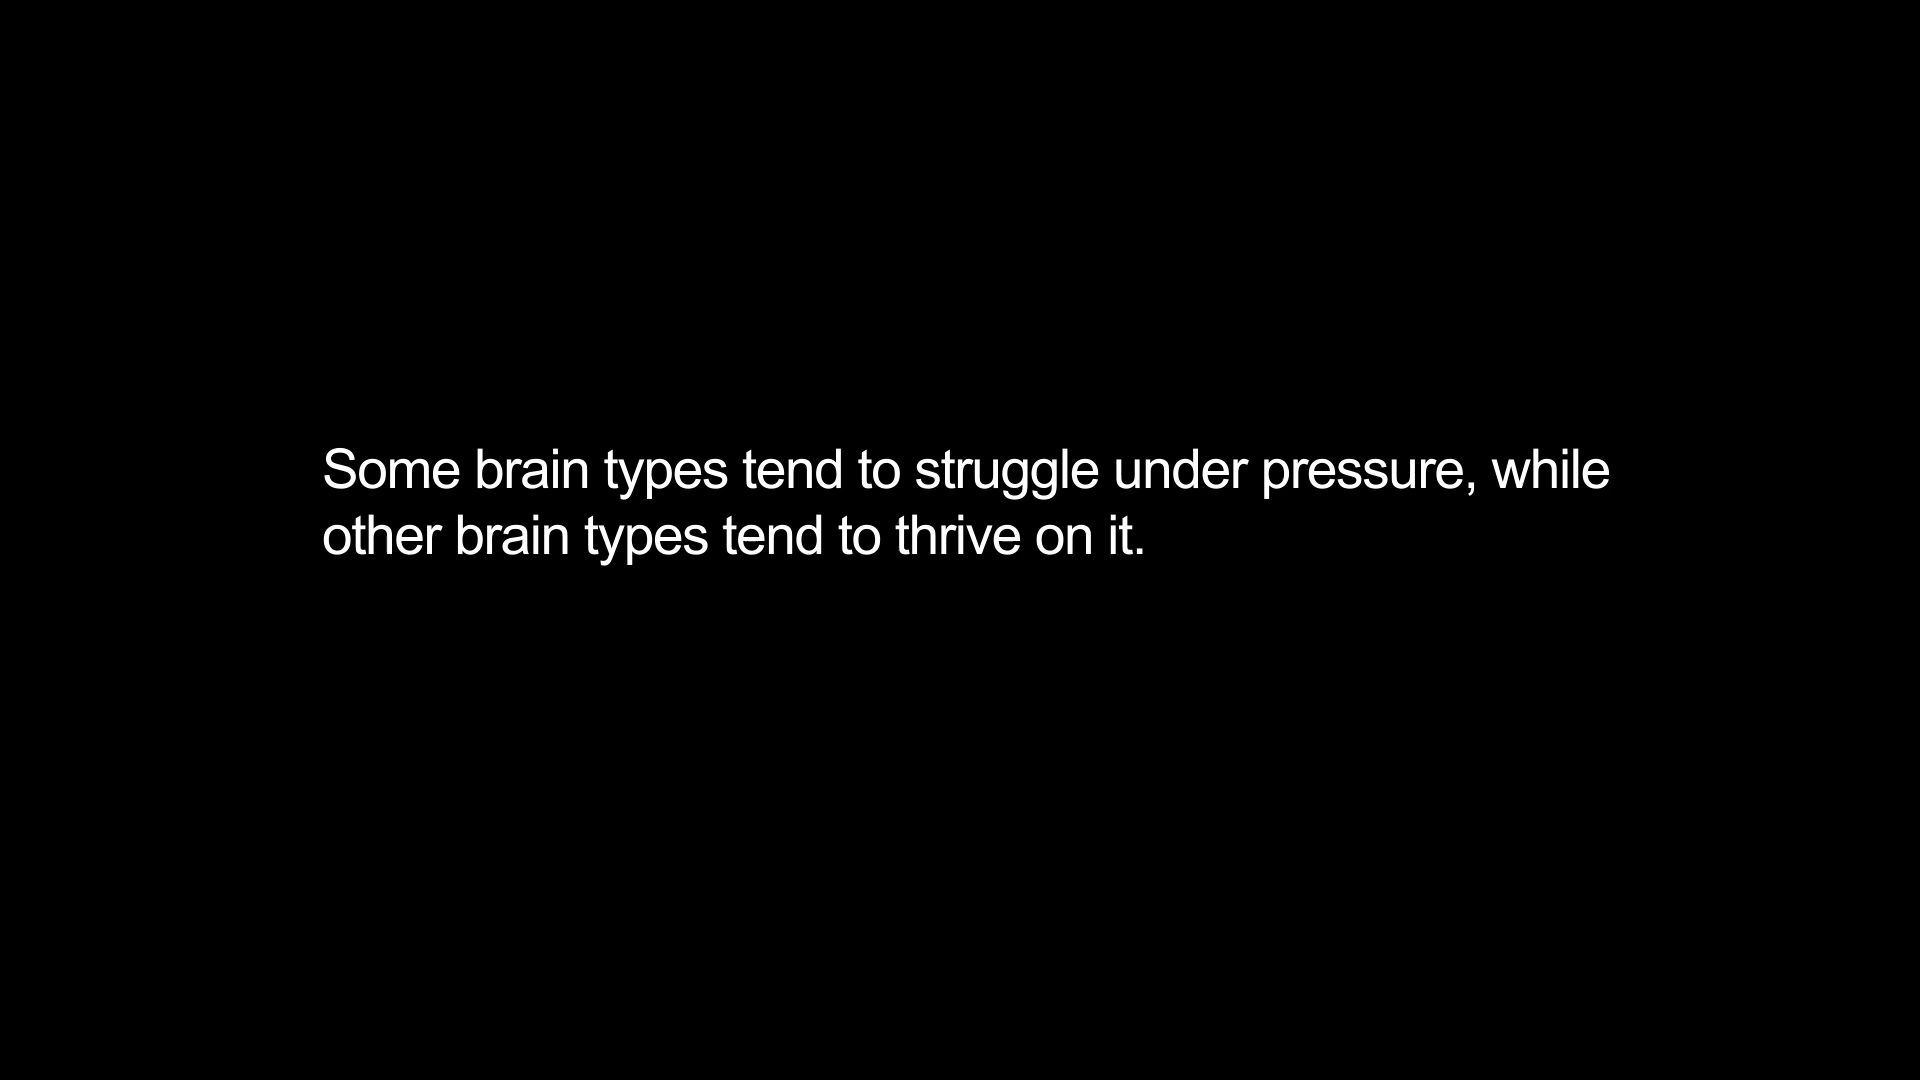 Some brain types tend to struggle under pressure, while
other brain types tend to thrive on it.